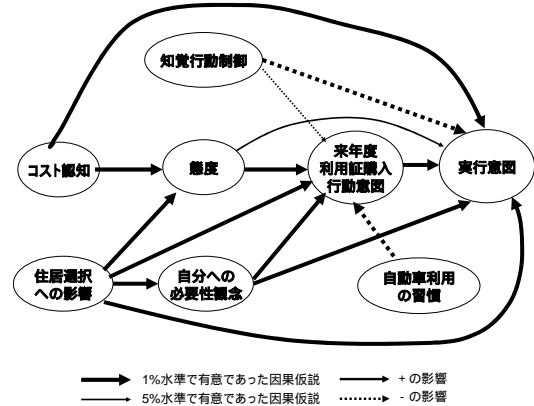 知覚行動制御
コスト認知
態度
来年度
利用証購入
行動意図
実行意図
住居選択
への影響
自分への
必要性観念
自動車利用
の習慣
1%水準で有意であった因果仮説
+ の影響
5%水準で有意であった因果仮説
- の影響